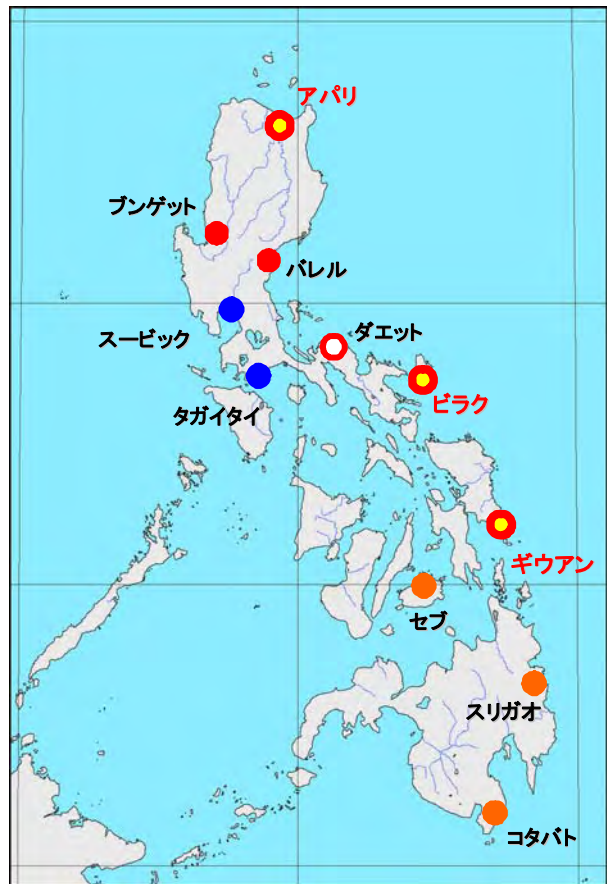 アパリ
ブンゲット
バレル
スービック
ダエット
ビラク
タガイタイ
ギウアン
セブ
スリガオ
コタバト